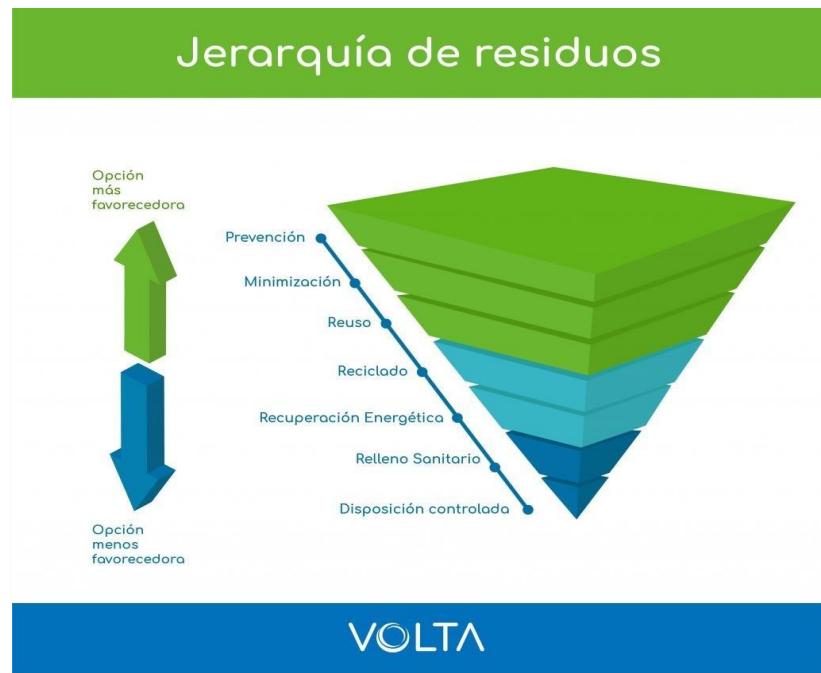 Jerarquía de residuos
Opción
más
favorecedora
Prevención
Minimización
Reuso
Reciclado
Recuperación Energética
Relleno Sanitario
Disposición controlada
Opción
menos
favorecedora
VOLTA